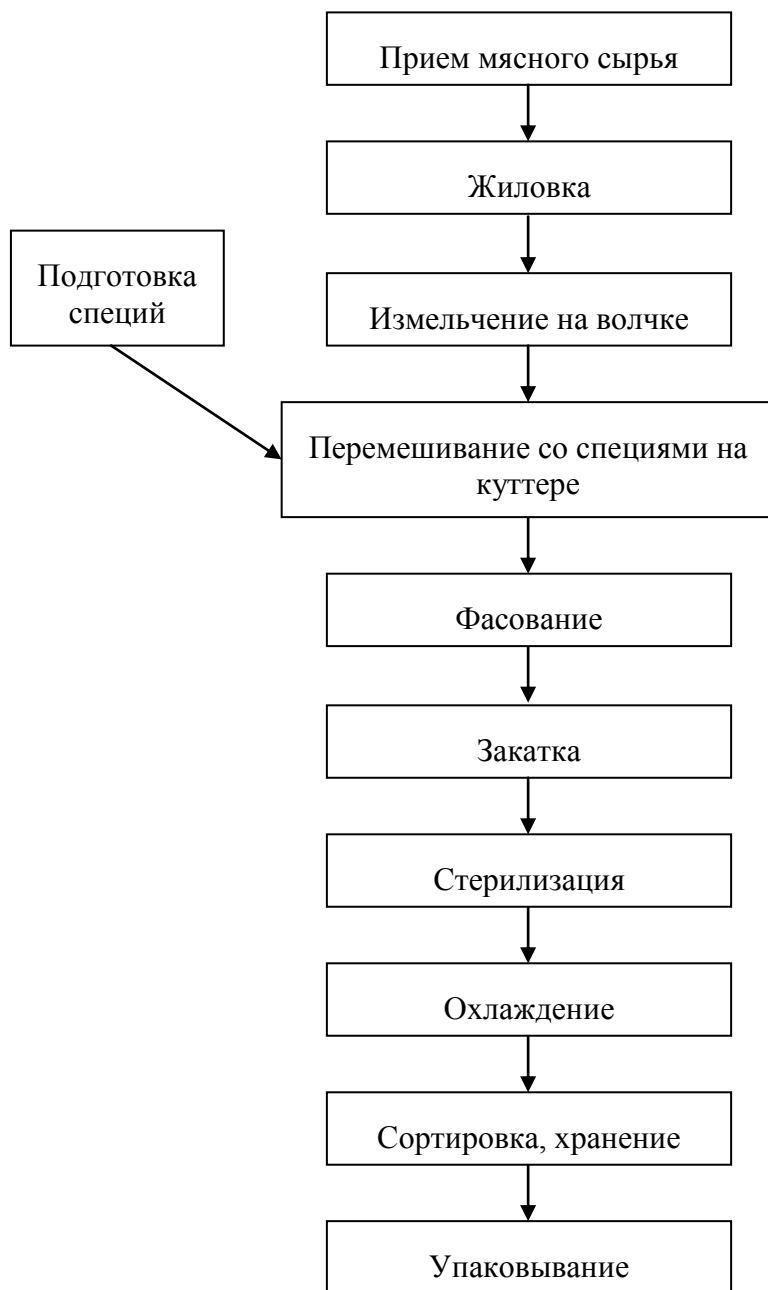 Прием мясного сырья
Жиловка
Подготовка
специй
Измельчение на волчке
Перемешивание со специями на
куттере
Фасование
Закатка
Стерилизация
Охлаждение
Сортировка, хранение
Упаковывание